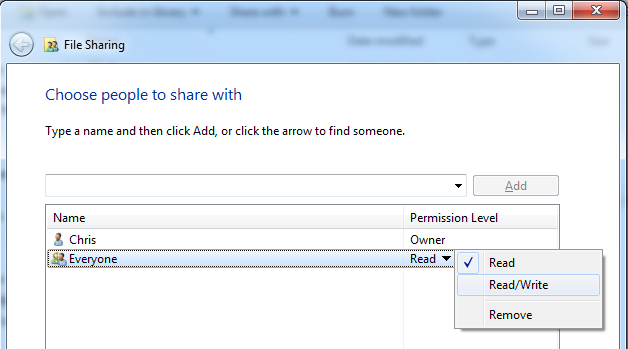 Open Include in library Share with Burn New folder
Date modified Type Size
File Sharing
Choose people to share with
Type a name and then click Add, or click the arrow to find someone.
Add
Name Permission Level
Chris Owner
Everyone Read
Read
Read/Write
Remove